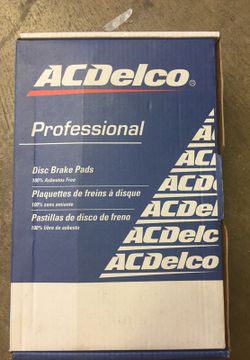 ACDelco
Professional
Disc Brake Pads
100% Asbestos Free
Plaquettes de freins à disque
100% sans amiante
Pastillas de disco de freno
100% libre de asbesto
ACDel
ACDelco
ACDelco